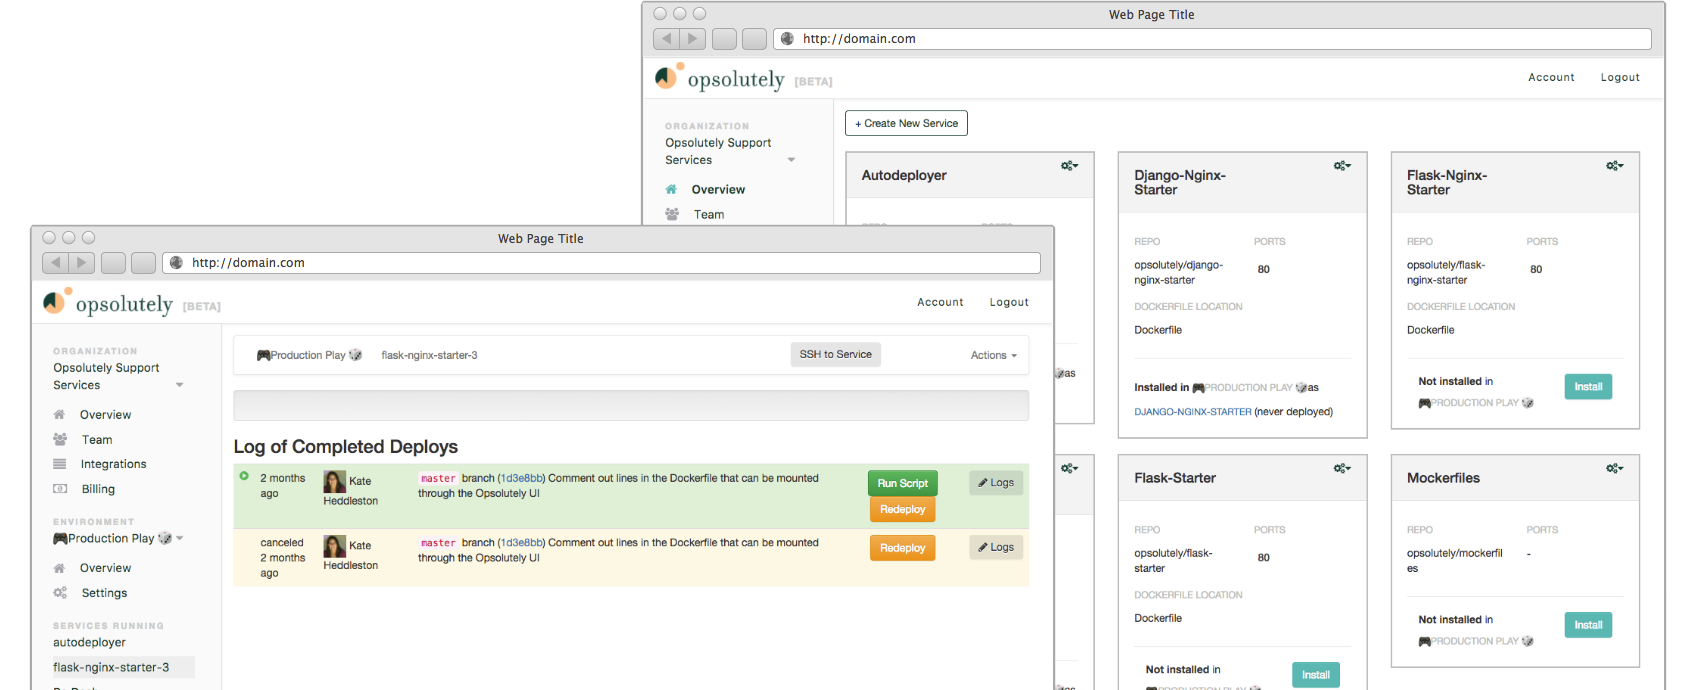 Web Page Title
http://domain.com
opsolutely [BETA]
Account
Logout
ORGANIZATION
Opsolutely Support
Services
Overview
Team
+ Create New Service
Autodeployer
Django-Nginx-
Starter
REPO
PORTS
opsolutely/django-
nginx-starter
80
DOCKERFILE LOCATION
Dockerfile
Installed in PRODUCTION PLAY as
DJANGO-NGINX-STARTER (never deployed)
Flask-Nginx-
Starter
REPO
PORTS
opsolutely/flask-
nginx-starter
80
DOCKERFILE LOCATION
Dockerfile
Not installed in
PRODUCTION PLAY
Install
as
Flask-Starter
REPO
PORTS
opsolutely/flask-
starter
80
DOCKERFILE LOCATION
Dockerfile
Not installed in
PRODUCTION PLAY
Install
Mockerfiles
REPO
PORTS
opsolutely/mockerfil
es
-
Not installed in
PRODUCTION PLAY
Install
Web Page Title
http://domain.com
opsolutely [BETA]
Account
Logout
ORGANIZATION
Opsolutely Support
Services
Overview
Team
Integrations
Billing
ENVIRONMENT
Production Play
Overview
Settings
SERVICES RUNNING
autodeployer
flask-nginx-starter-3
Production Play
flask-nginx-starter-3
SSH to Service
Actions
Log of Completed Deploys
2 months
ago
Kate
Heddleston
master branch (1d3e8bb) Comment out lines in the Dockerfile that can be mounted
through the Opsolutely UI
Run Script
Redeploy
Logs
canceled
2 months
ago
Kate
Heddleston
master branch (1d3e8bb) Comment out lines in the Dockerfile that can be mounted
through the Opsolutely UI
Redeploy
Logs